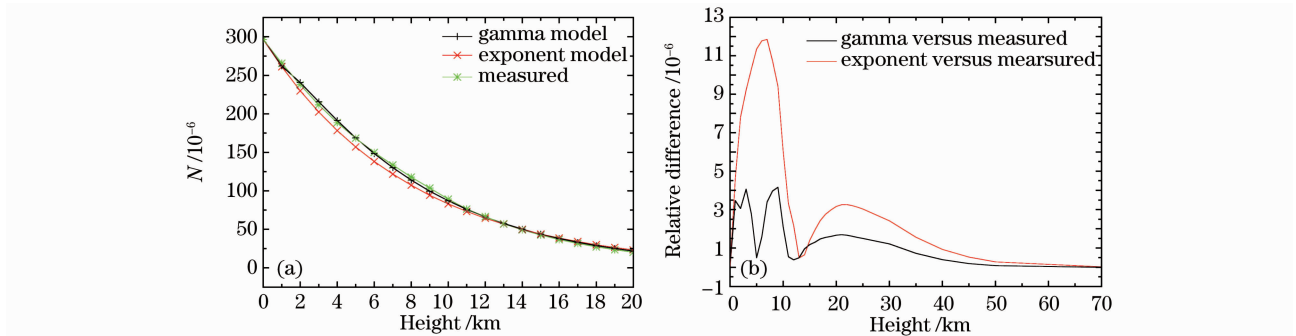 300
250
200
150
100
50
0
N /10⁻⁶
gamma model
exponent model
measured
(a)
0 2 4 6 8 10 12 14 16 18 20
Height /km
13
11
9
7
5
3
1
−1
Relative difference /10⁻⁶
gamma versus measured
exponent versus mearsured
(b)
0 10 20 30 40 50 60 70
Height /km